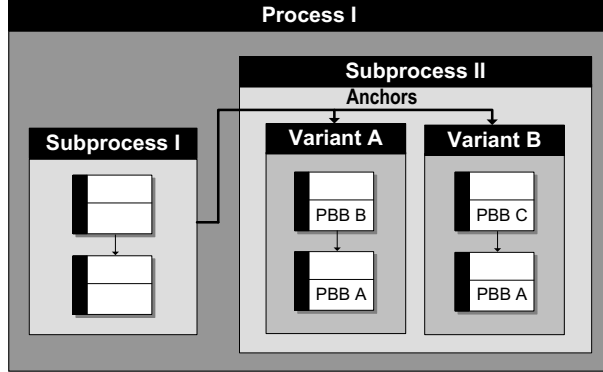 Process I
Subprocess II
Anchors
Subprocess I
Variant A
Variant B
PBB B
PBB C
PBB A
PBB A